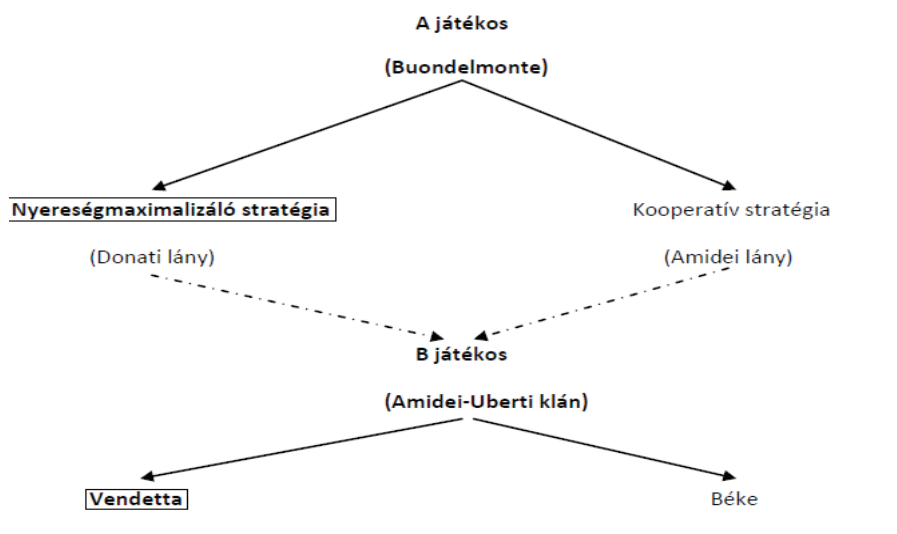 A játékos
(Buondelmonte)
Nyereségmaximalizáló stratégia
Kooperatív stratégia
(Donati lány)
(Amidei lány)
B játékos
(Amidei-Uberti klán)
Vendetta
Béke